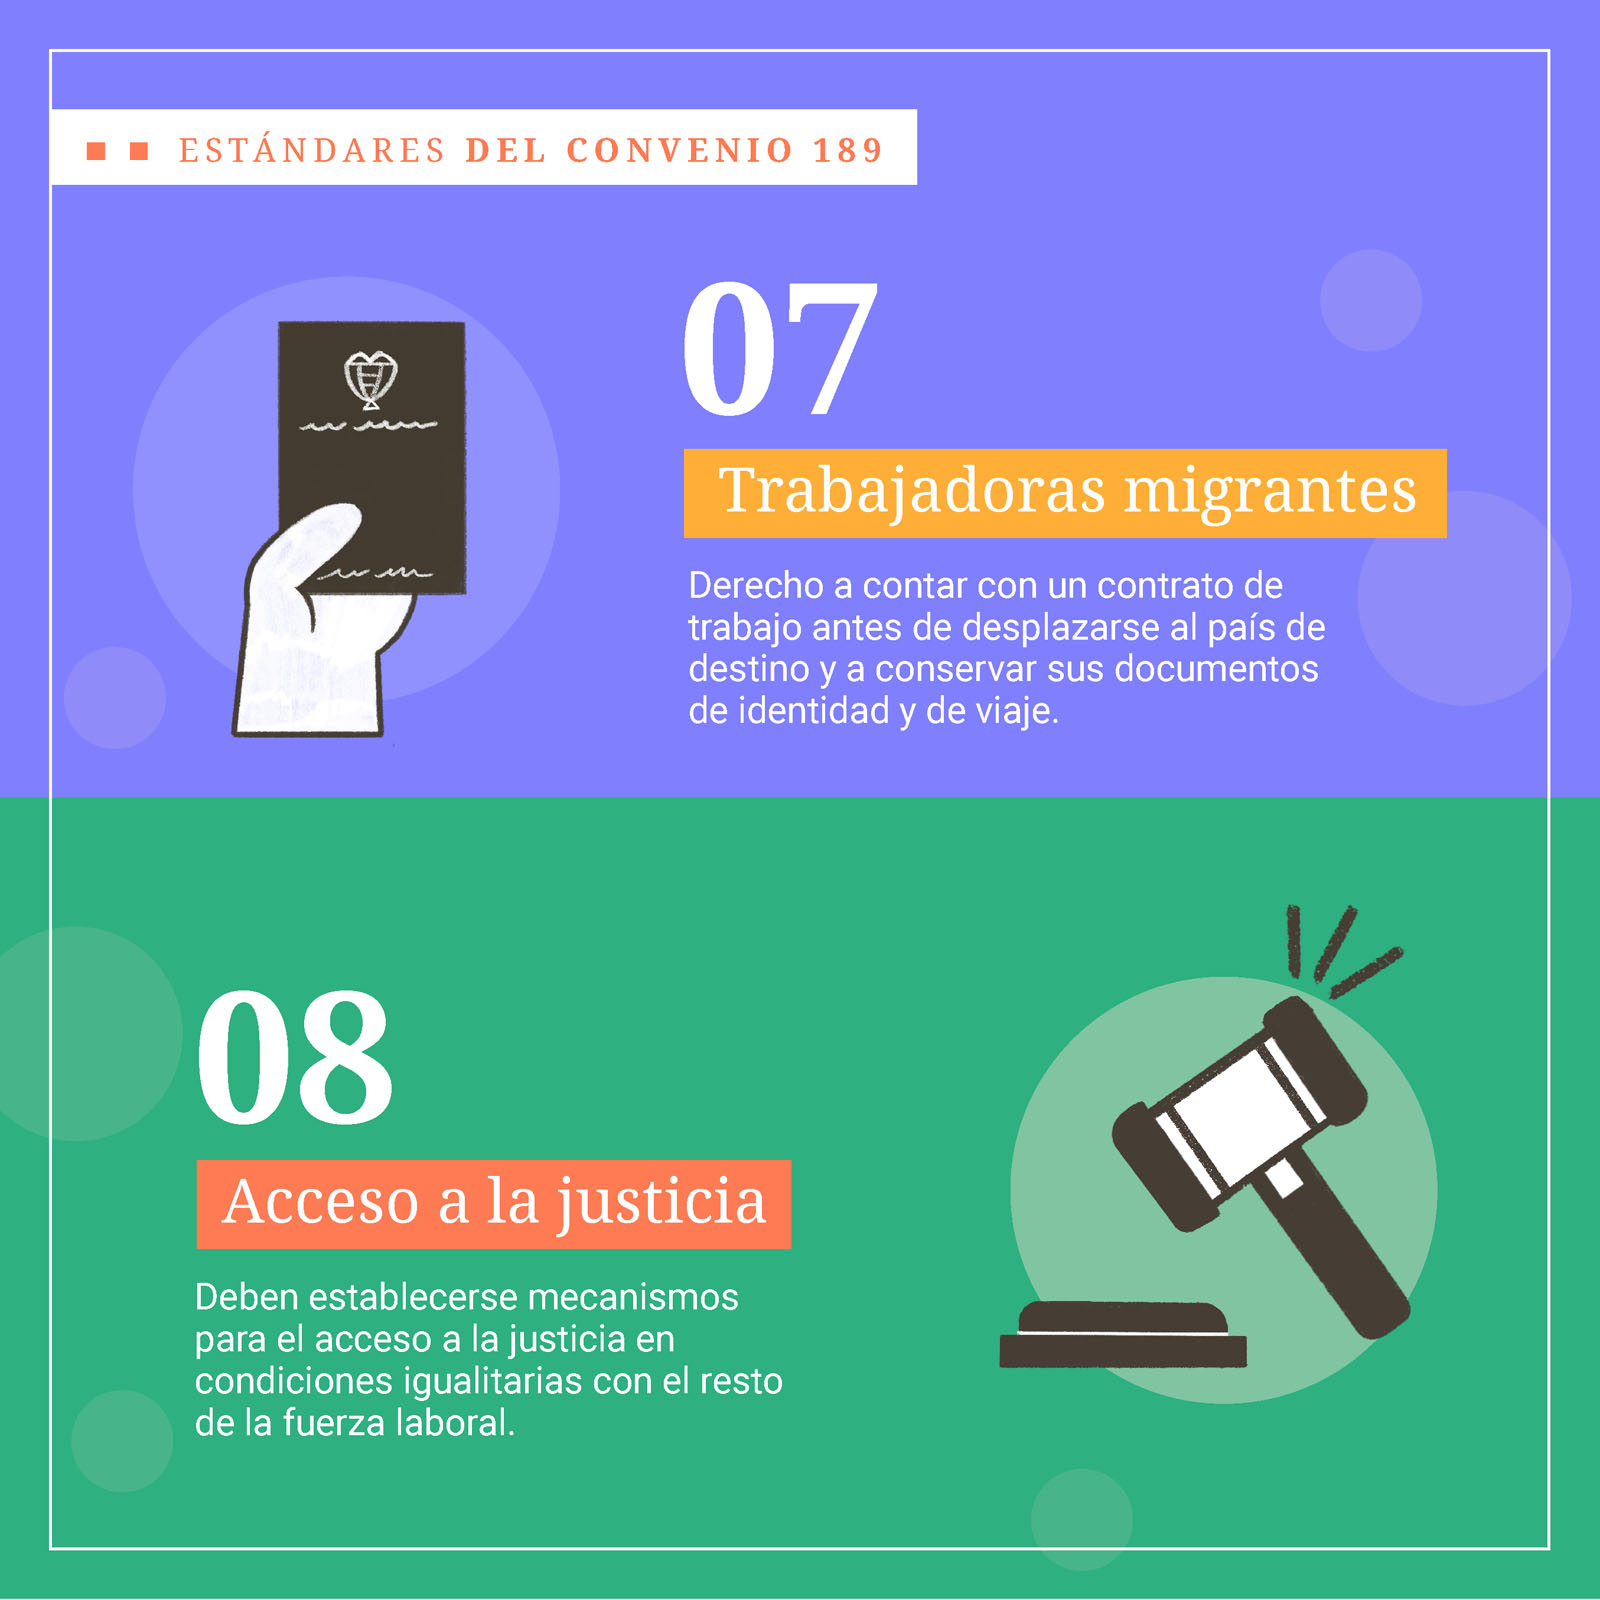 ESTÁNDARES DEL CONVENIO 189
07
Trabajadoras migrantes
Derecho a contar con un contrato de
trabajo antes de desplazarse al país de
destino y a conservar sus documentos
de identidad y de viaje.
08
Acceso a la justicia
Deben establecerse mecanismos
para el acceso a la justicia en
condiciones igualitarias con el resto
de la fuerza laboral.